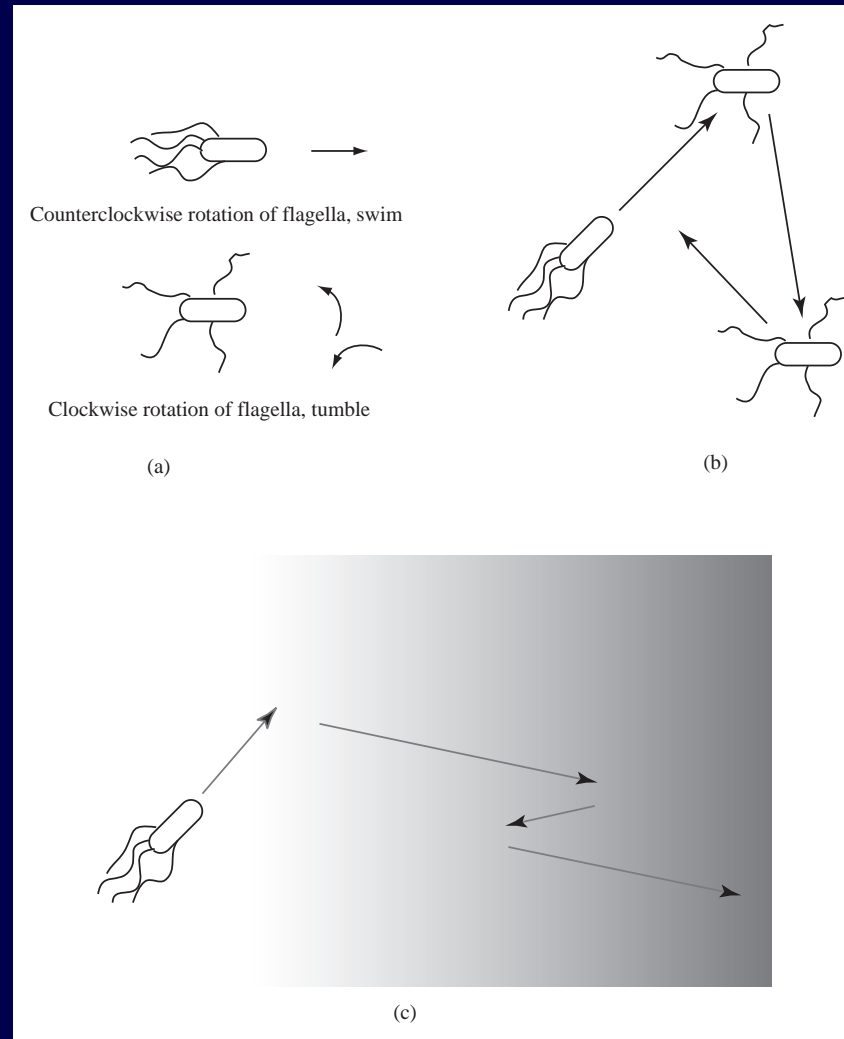 Counterclockwise rotation of flagella, swim
Clockwise rotation of flagella, tumble
(a)
(b)
(c)